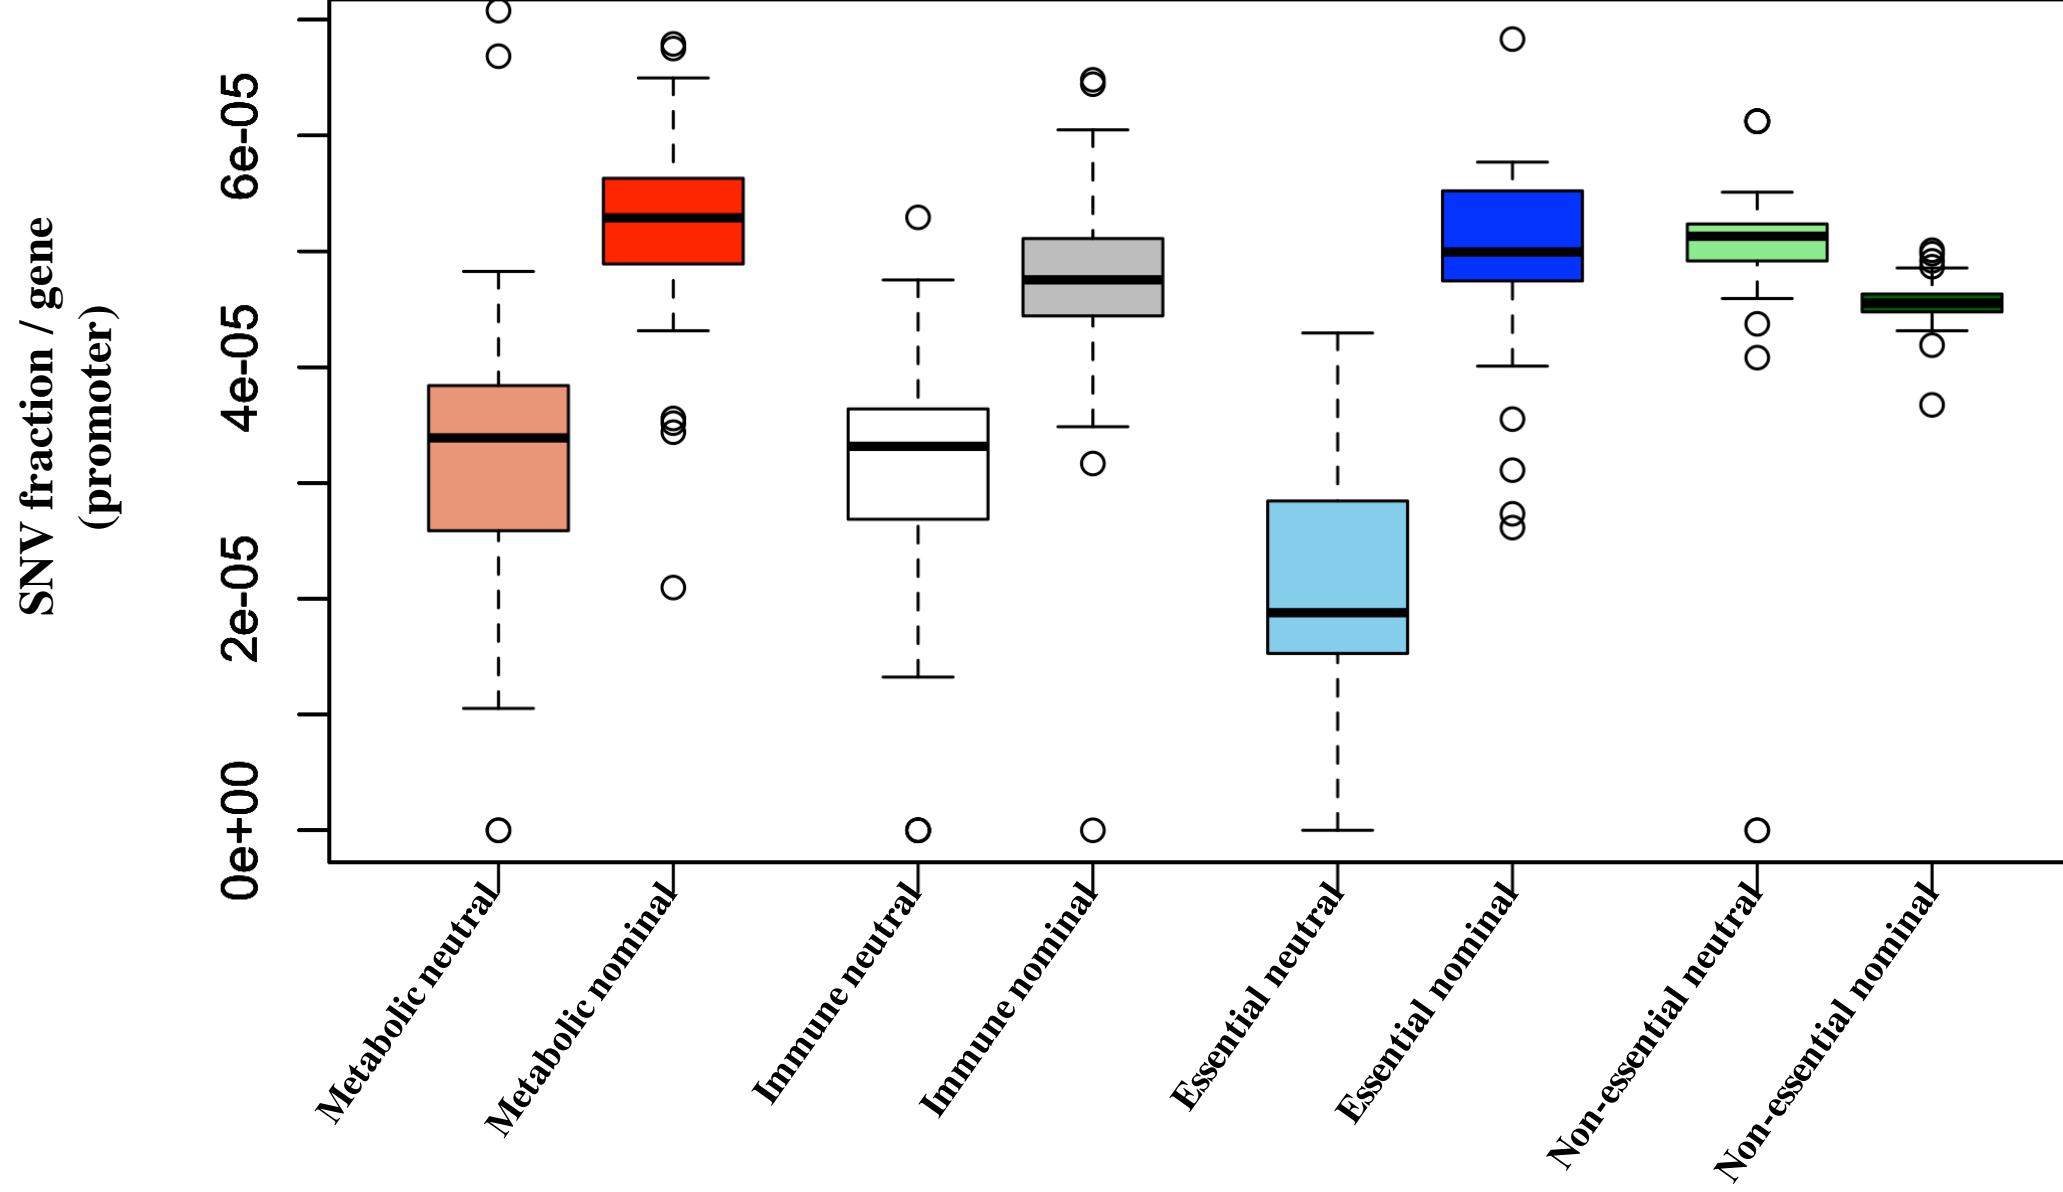 SNV fraction / gene
(promoter)
6e-05
4e-05
2e-05
0e+00
Metabolic neutral
Metabolic nominal
Immune neutral
Immune nominal
Essential neutral
Essential nominal
Non-essential neutral
Non-essential nominal